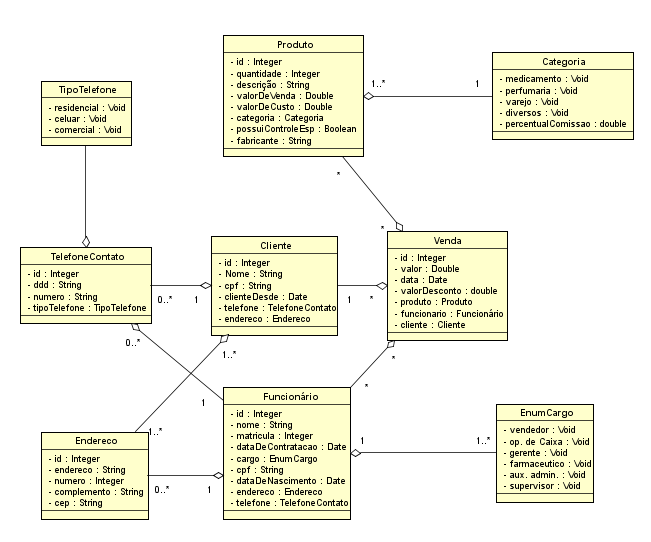 Produto
- id : Integer
- quantidade : Integer
- descrição : String
- valorDeVenda : Double
- valorDeCusto : Double
- categoria : Categoria
- possuiControleEsp : Boolean
- fabricante : String
1..*
1
Categoria
- medicamento : Void
- perfumaria : Void
- varejo : Void
- diversos : Void
- percentualComissao : double
TipoTelefone
- residencial : Void
- celuar : Void
- comercial : Void
*
*
TelefoneContato
- id : Integer
- ddd : String
- numero : String
- tipoTelefone : TipoTelefone
0..*
1
0..*
1
Cliente
- id : Integer
- Nome : String
- cpf : String
- clienteDesde : Date
- telefone : TelefoneContato
- endereco : Endereco
1
*
1..*
1..*
Venda
- id : Integer
- valor : Double
- data : Date
- valorDesconto : double
- produto : Produto
- funcionario : Funcionário
- cliente : Cliente
*
*
Endereco
- id : Integer
- endereco : String
- numero : Integer
- complemento : String
- cep : String
0..*
1
Funcionário
- id : Integer
- nome : String
- matricula : Integer
- dataDeContratacao : Date
- cargo : EnumCargo
- cpf : String
- dataDeNascimento : Date
- endereco : Endereco
- telefone : TelefoneContato
1
1..*
EnumCargo
- vendedor : Void
- op. de Caixa : Void
- gerente : Void
- farmaceutico : Void
- aux. admin. : Void
- supervisor : Void